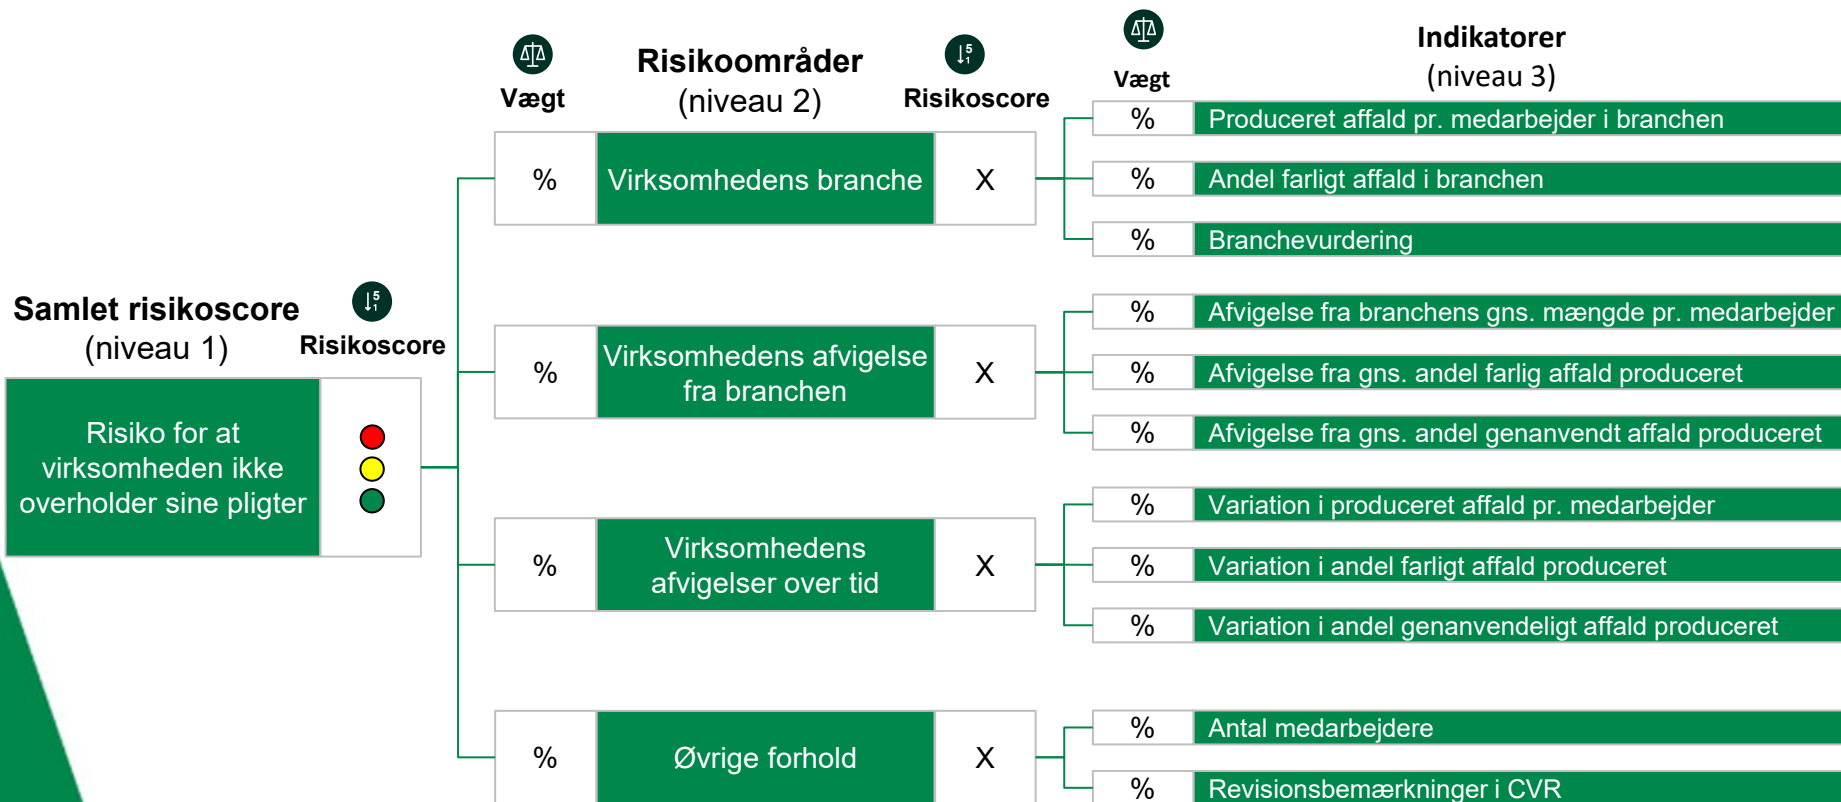 Samlet risikoscore
(niveau 1)
Risikoscore
Risiko for at
virksomheden ikke
overholder sine pligter
Vægt
Risikoområder
(niveau 2)
5
1
Risikoscore
Vægt
Indikatorer
(niveau 3)
% Virksomhedens branche X
% Produceret affald pr. medarbejder i branchen
% Andel farligt affald i branchen
% Branchevurdering
% Virksomhedens afvigelse
fra branchen X
% Afvigelse fra branchens gns. mængde pr. medarbejder
% Afvigelse fra gns. andel farlig affald produceret
% Afvigelse fra gns. andel genanvendt affald produceret
% Virksomhedens
afvigelser over tid X
% Variation i produceret affald pr. medarbejder
% Variation i andel farligt affald produceret
% Variation i andel genanvendeligt affald produceret
% Øvrige forhold X
% Antal medarbejdere
% Revisionsbemærkninger i CVR